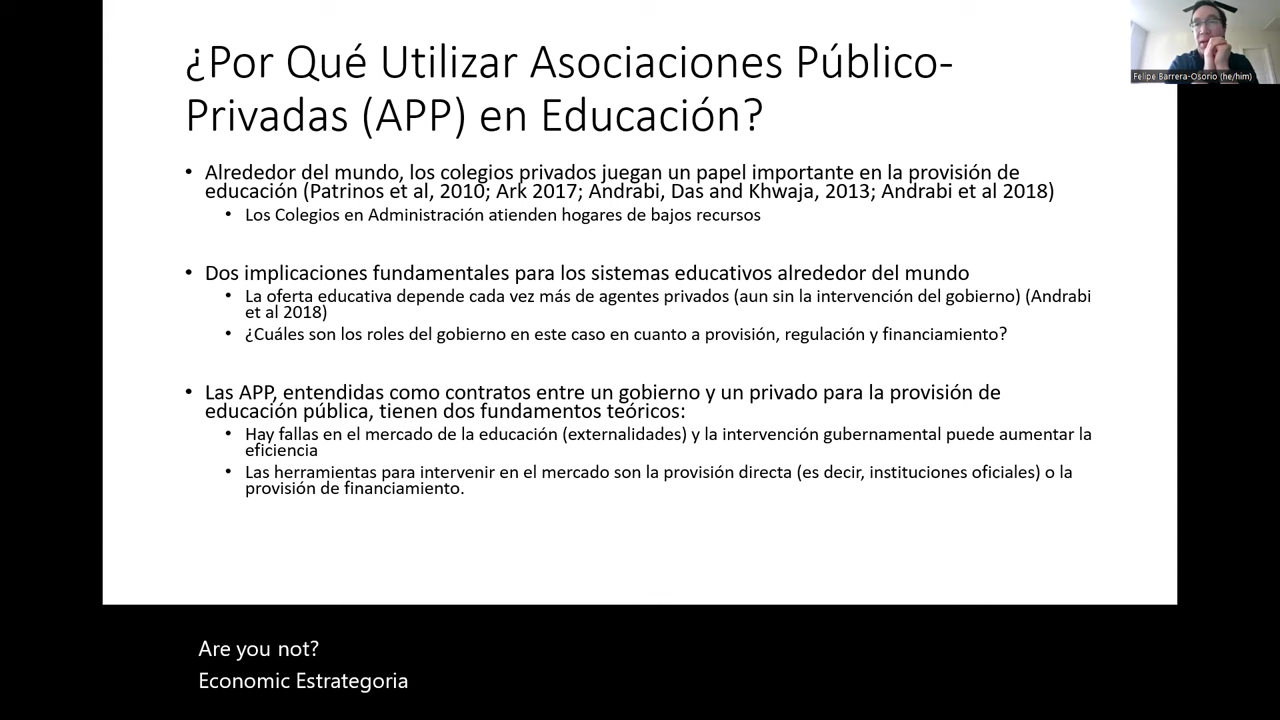 ¿Por Qué Utilizar Asociaciones Público-
Privadas (APP) en Educación?
Felipe Barrera-Osorio (he/him)
• Alrededor del mundo, los colegios privados juegan un papel importante en la provisión de
educación (Patrinos et al, 2010; Ark 2017; Andrabi, Das and Khwaja, 2013; Andrabi et al 2018)
• Los Colegios en Administración atienden hogares de bajos recursos
• Dos implicaciones fundamentales para los sistemas educativos alrededor del mundo
• La oferta educativa depende cada vez más de agentes privados (aun sin la intervención del gobierno) (Andrabi
et al 2018)
• ¿Cuáles son los roles del gobierno en este caso en cuanto a provisión, regulación y financiamiento?
• Las APP, entendidas como contratos entre un gobierno y un privado para la provisión de
educación pública, tienen dos fundamentos teóricos:
• Hay fallas en el mercado de la educación (externalidades) y la intervención gubernamental puede aumentar la
eficiencia
• Las herramientas para intervenir en el mercado son la provisión directa (es decir, instituciones oficiales) o la
provisión de financiamiento.
Are you not?
Economic Estrategoria